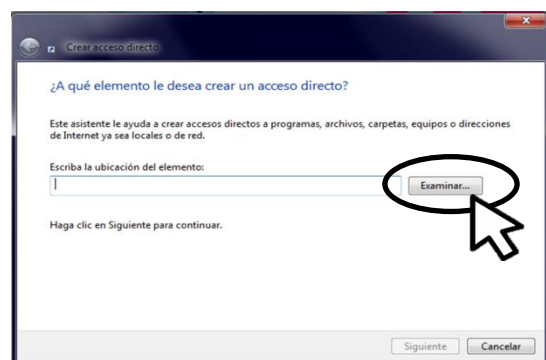 Crear acceso directo
¿A qué elemento le desea crear un acceso directo?
Este asistente le ayuda a crear accesos directos a programas, archivos, carpetas, equipos o direcciones
de Internet ya sea locales o de red.
Escriba la ubicación del elemento:
Examinar...
Haga clic en Siguiente para continuar.
Siguiente Cancelar